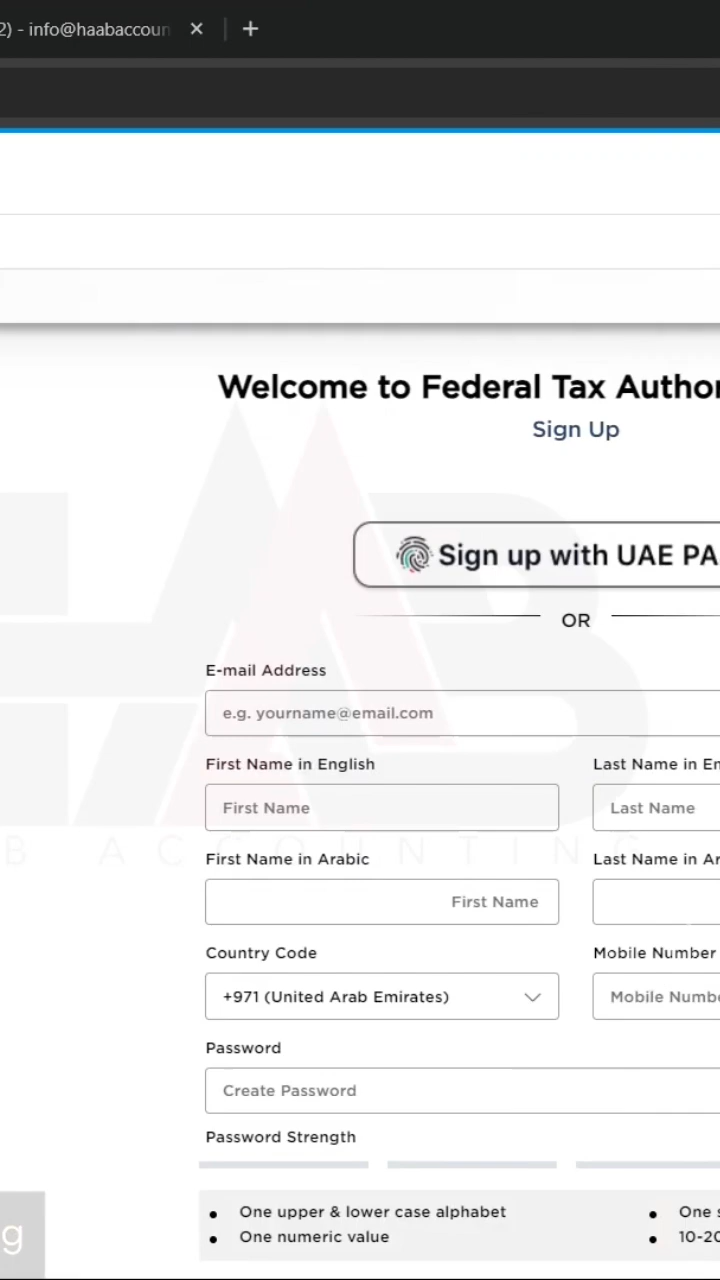 2) - info@haabaccoun
Welcome to Federal Tax Author
Sign Up
Sign up with UAE PA
OR
E-mail Address
e.g. yourname@email.com
First Name in English Last Name in En
First Name Last Name
First Name in Arabic Last Name in Ar
First Name
Country Code Mobile Number
+971 (United Arab Emirates) Mobile Numbe
Password
Create Password
Password Strength
One upper & lower case alphabet One s
One numeric value 10-20
HAB
B ACCOUNTING
g